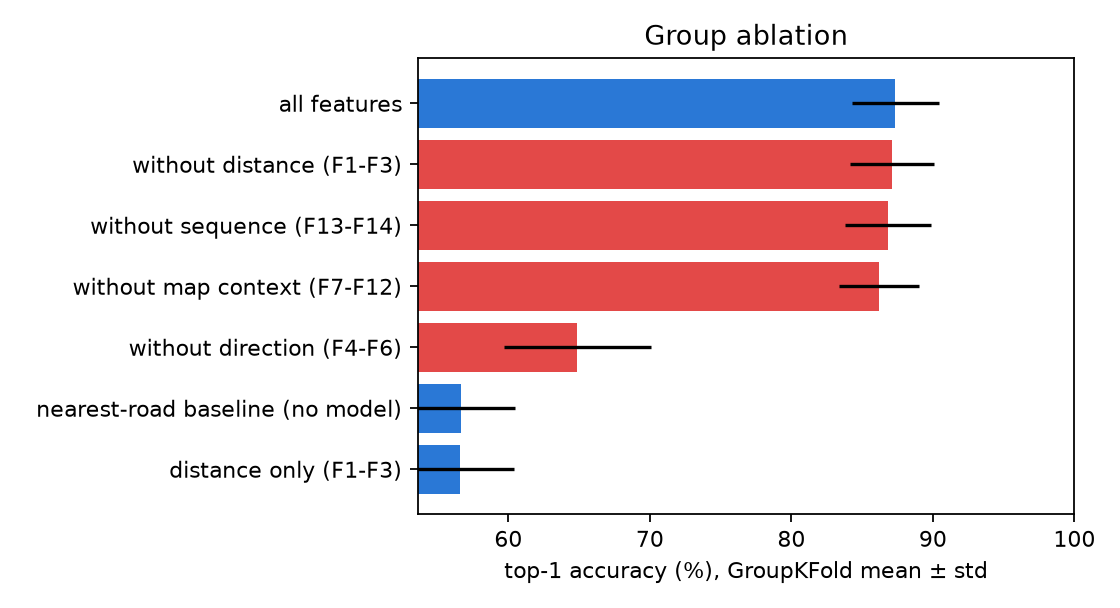 Group ablation
all features
without distance (F1-F3)
without sequence (F13-F14)
without map context (F7-F12)
without direction (F4-F6)
nearest-road baseline (no model)
distance only (F1-F3)
60 70 80 90 100
top-1 accuracy (%), GroupKFold mean ± std